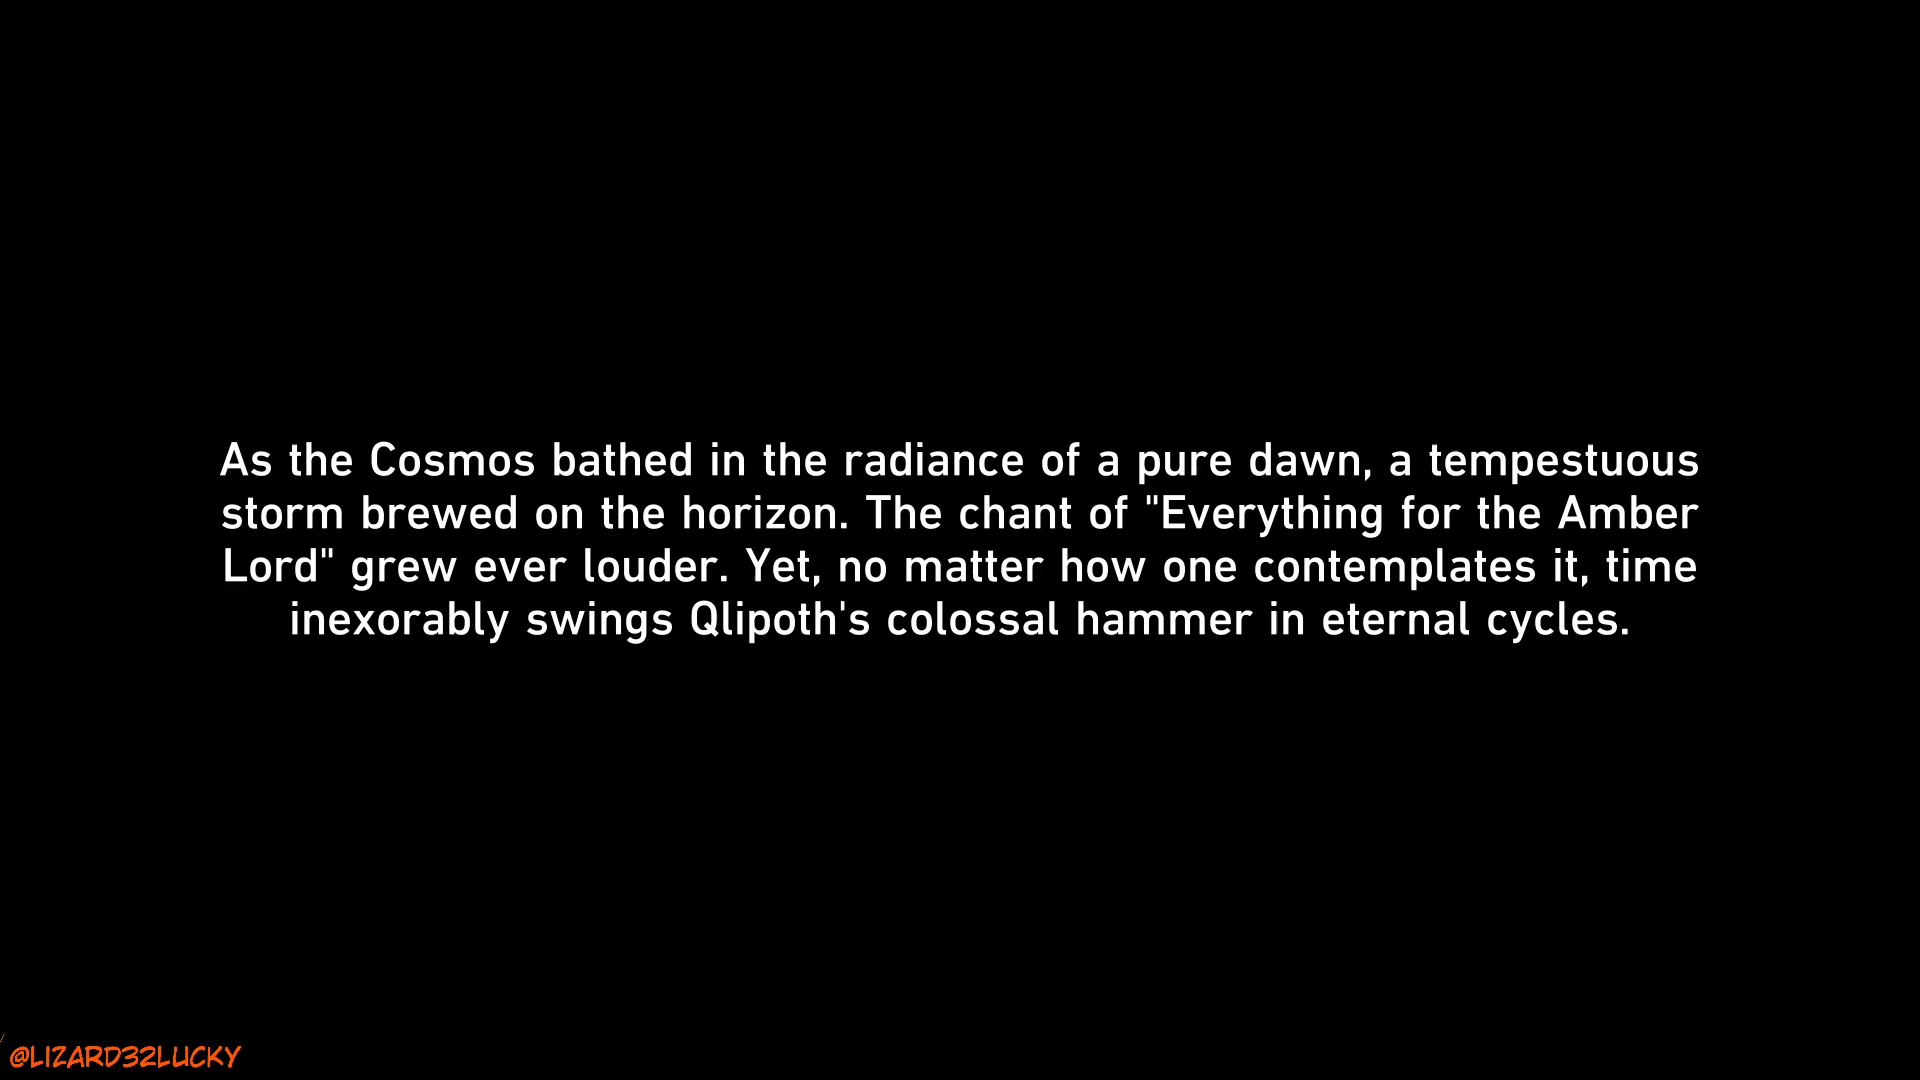 As the Cosmos bathed in the radiance of a pure dawn, a tempestuous
storm brewed on the horizon. The chant of "Everything for the Amber
Lord" grew ever louder. Yet, no matter how one contemplates it, time
inexorably swings Qlipoth's colossal hammer in eternal cycles.
@LIZARD32LUCKY